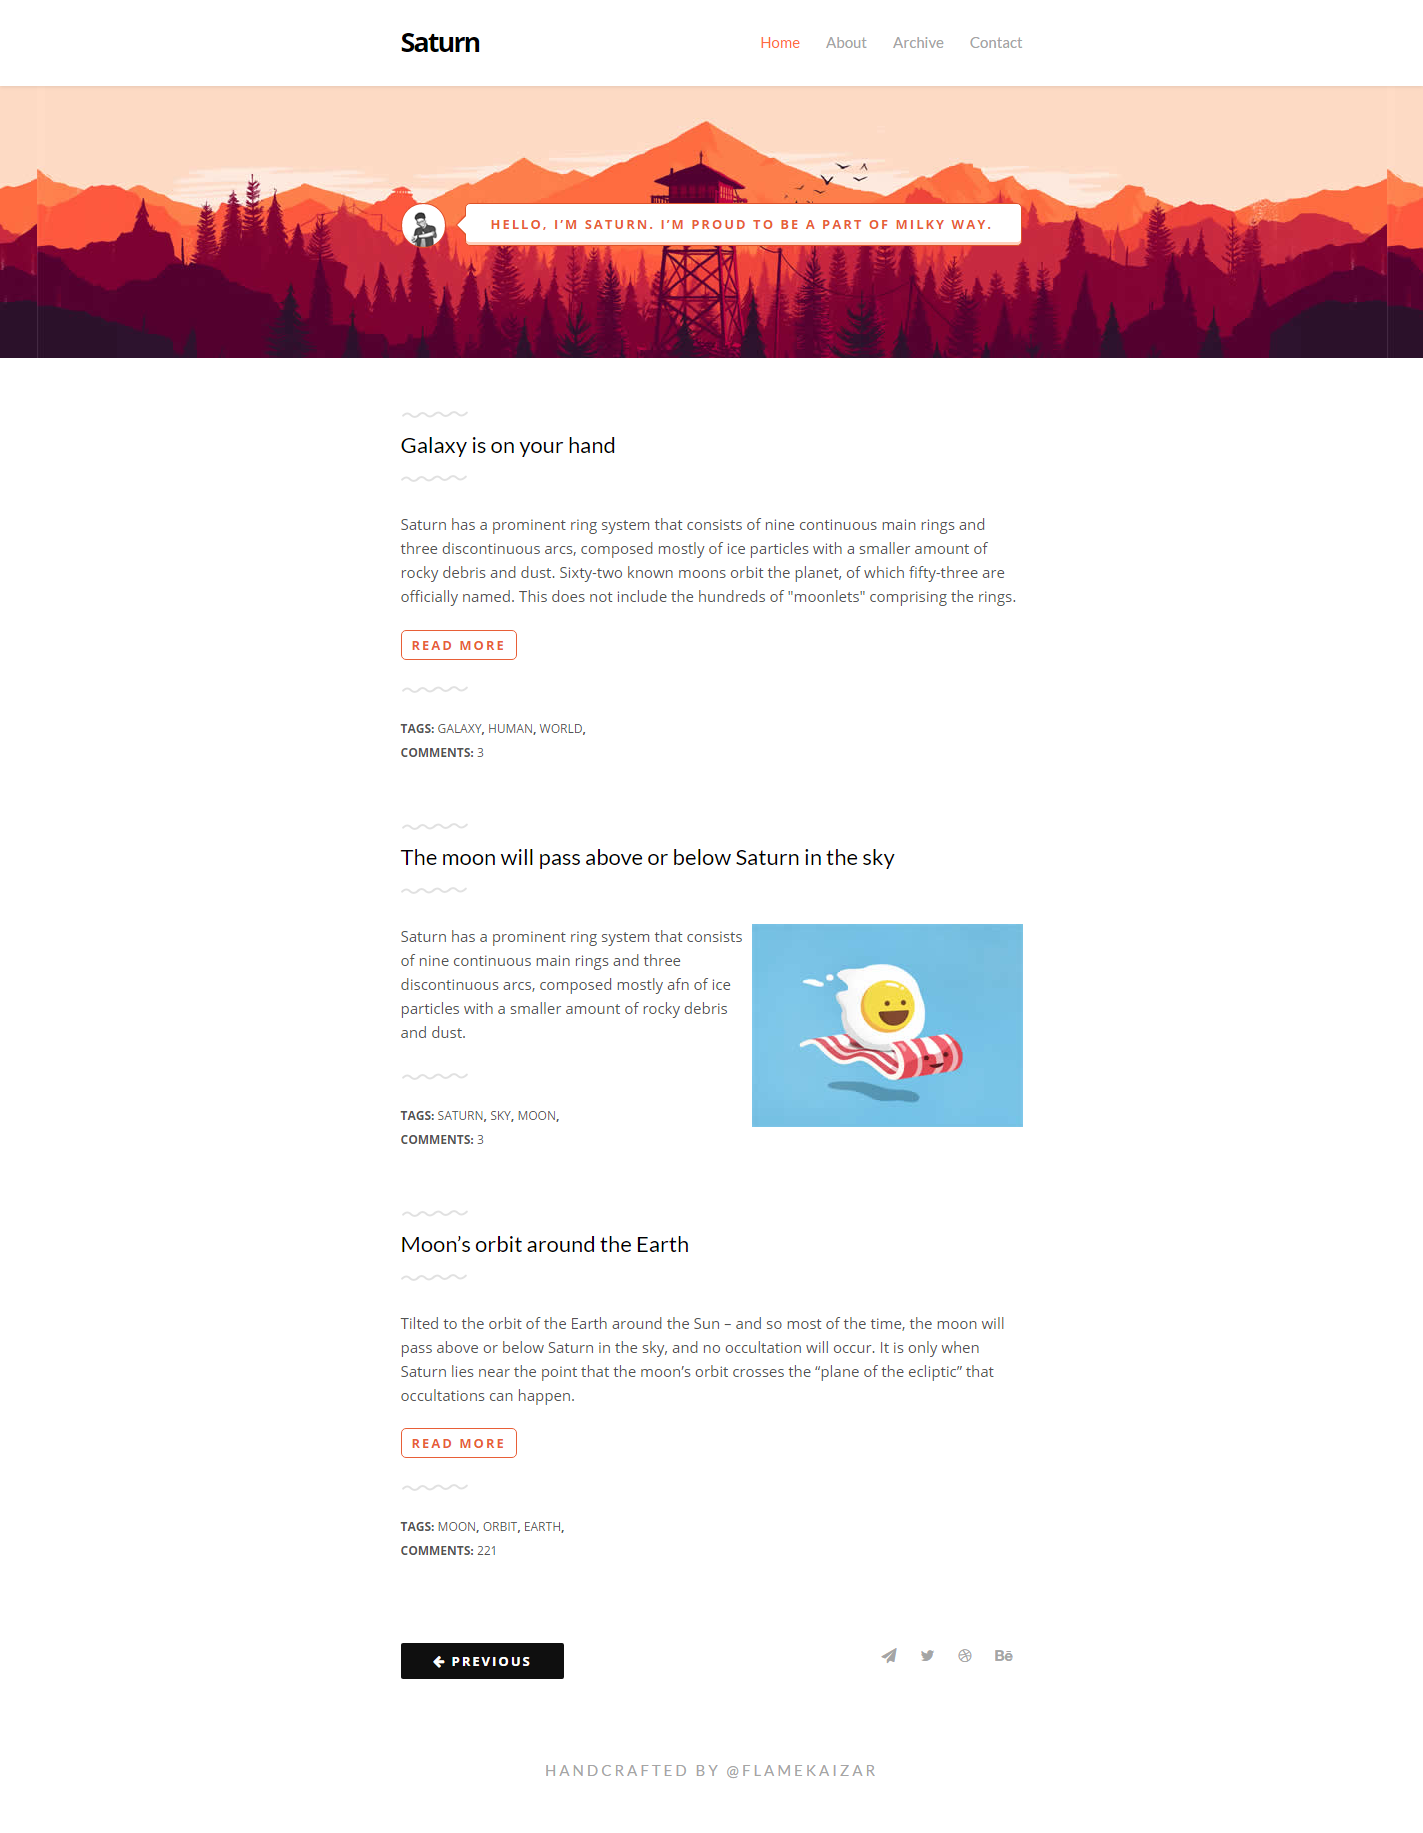 Saturn
Home About Archive Contact
HELLO, I’M SATURN. I’M PROUD TO BE A PART OF MILKY WAY.
Galaxy is on your hand
Saturn has a prominent ring system that consists of nine continuous main rings and
three discontinuous arcs, composed mostly of ice particles with a smaller amount of
rocky debris and dust. Sixty-two known moons orbit the planet, of which fifty-three are
officially named. This does not include the hundreds of "moonlets" comprising the rings.
READ MORE
TAGS: GALAXY, HUMAN, WORLD,
COMMENTS: 3
The moon will pass above or below Saturn in the sky
Saturn has a prominent ring system that consists
of nine continuous main rings and three
discontinuous arcs, composed mostly afn of ice
particles with a smaller amount of rocky debris
and dust.
TAGS: SATURN, SKY, MOON,
COMMENTS: 3
Moon’s orbit around the Earth
Tilted to the orbit of the Earth around the Sun – and so most of the time, the moon will
pass above or below Saturn in the sky, and no occultation will occur. It is only when
Saturn lies near the point that the moon’s orbit crosses the “plane of the ecliptic” that
occultations can happen.
READ MORE
TAGS: MOON, ORBIT, EARTH,
COMMENTS: 221
PREVIOUS
Bē
HANDCRAFTED BY @FLAMEKAIZAR